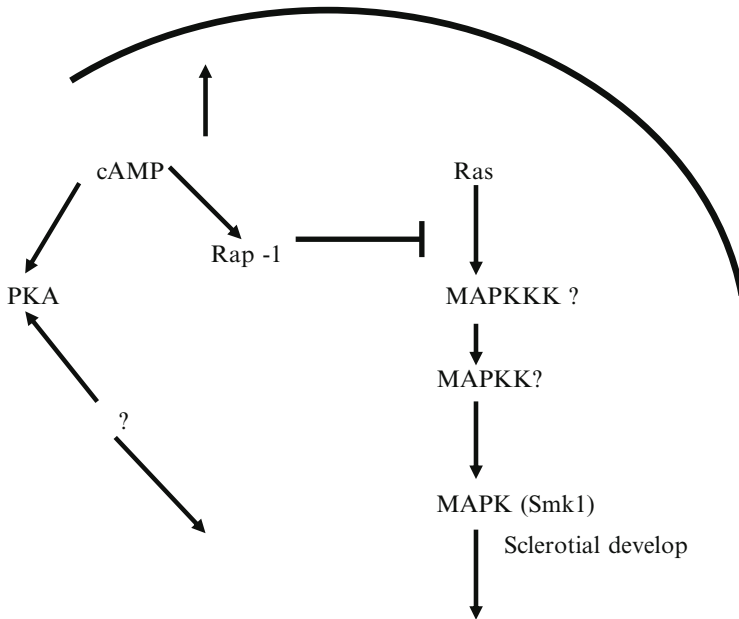 cAMP
Ras
Rap -1
PKA
MAPKKK ?
MAPKK?
?
MAPK (Smk1)
Sclerotial develop